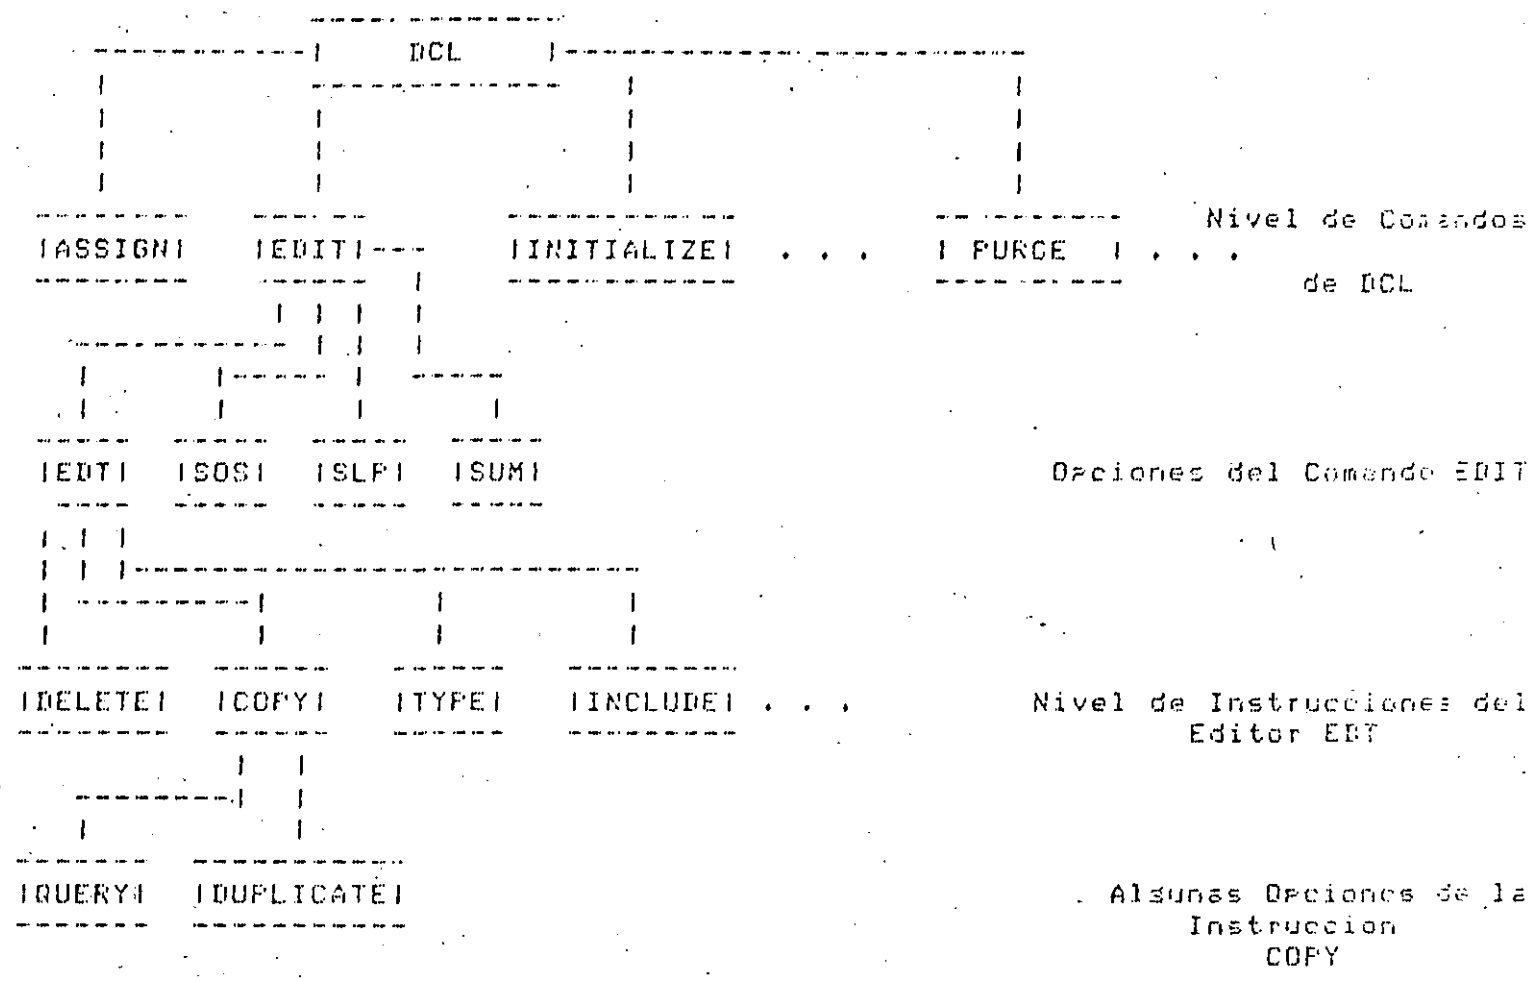 DCL
ASSIGN EDIT INITIALIZE . . . PURGE . . . Nivel de Comandos
de DCL
EDT SOS SLP SUM Opciones del Comando EDIT
DELETE COPY TYPE INCLUDE . . . Nivel de Instrucciones del
Editor EDT
QUERY DUPLICATE Algunas Opciones de la
Instruccion
COPY